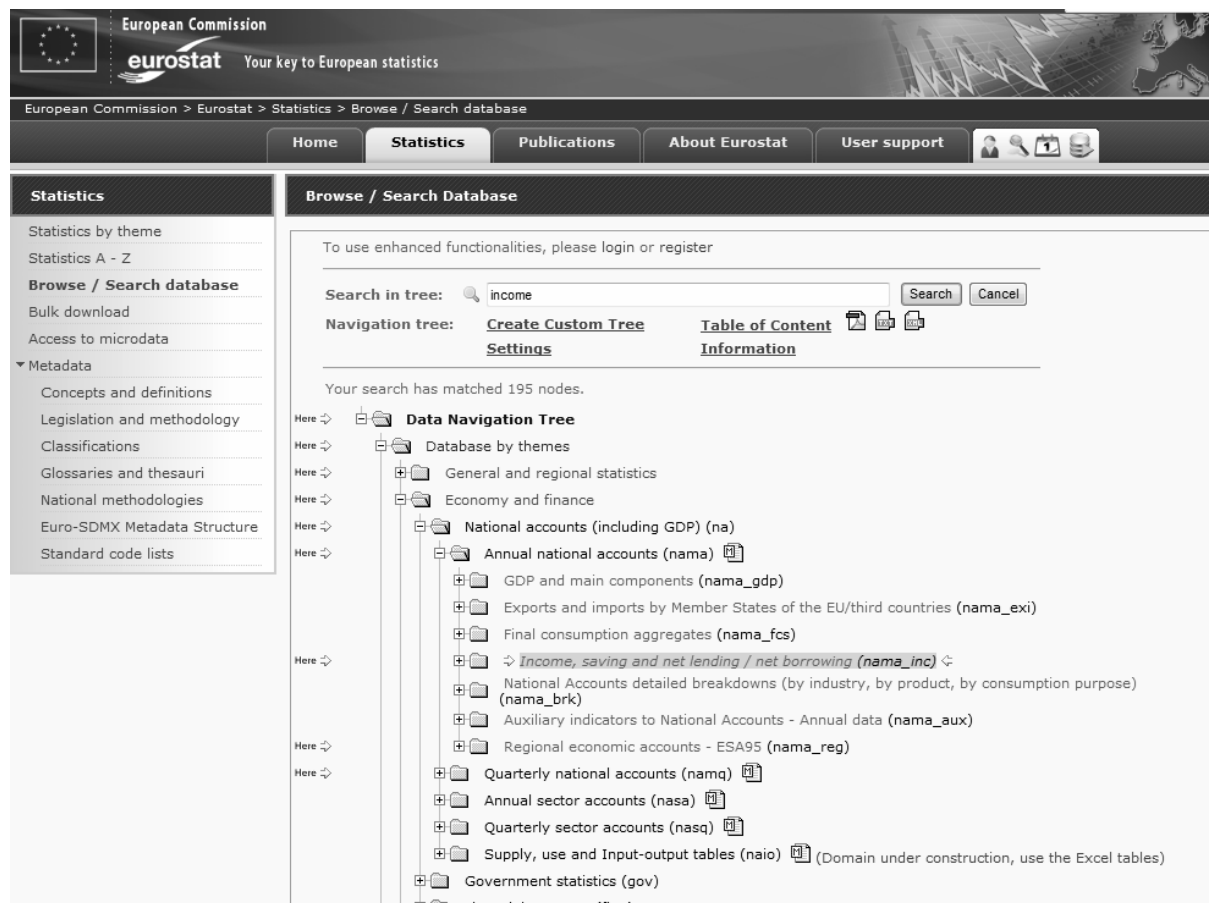 European Commission
eurostat Your key to European statistics
European Commission > Eurostat > Statistics > Browse / Search database
Home Statistics Publications About Eurostat User support 1
Statistics
Statistics by theme
Statistics A - Z
Browse / Search database
Bulk download
Access to microdata
Metadata
Concepts and definitions
Legislation and methodology
Classifications
Glossaries and thesauri
National methodologies
Euro-SDMX Metadata Structure
Standard code lists
Browse / Search Database
To use enhanced functionalities, please login or register
Search in tree: income Search Cancel
Navigation tree: Create Custom Tree Table of Content
Settings Information
Your search has matched 195 nodes.
Here Data Navigation Tree
Here Database by themes
Here General and regional statistics
Here Economy and finance
Here National accounts (including GDP) (na)
Here Annual national accounts (nama) M
GDP and main components (nama_gdp)
Exports and imports by Member States of the EU/third countries (nama_exi)
Final consumption aggregates (nama_fcs)
Here Income, saving and net lending / net borrowing (nama_inc)
National Accounts detailed breakdowns (by industry, by product, by consumption purpose)
(nama_brk)
Auxiliary indicators to National Accounts - Annual data (nama_aux)
Here Regional economic accounts - ESA95 (nama_reg)
Here Quarterly national accounts (namq) M
Annual sector accounts (nasa) M
Quarterly sector accounts (nasq) M
Supply, use and Input-output tables (naio) M (Domain under construction, use the Excel tables)
Government statistics (gov)